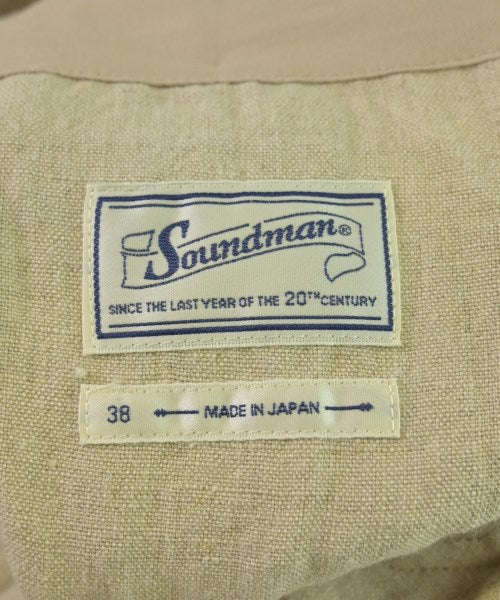 Soundman®
SINCE THE LAST YEAR OF THE 20TH CENTURY
38 MADE IN JAPAN